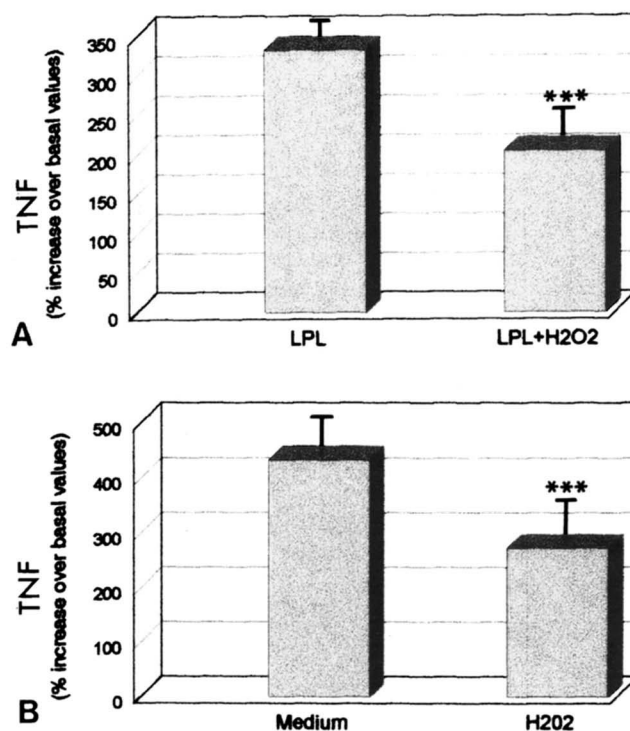 350
300
250
200
150
100
50
0
TNF
(% increase over basal values)
***
A
LPL
LPL+H2O2
500
400
300
200
100
0
TNF
(% increase over basal values)
***
B
Medium
H202